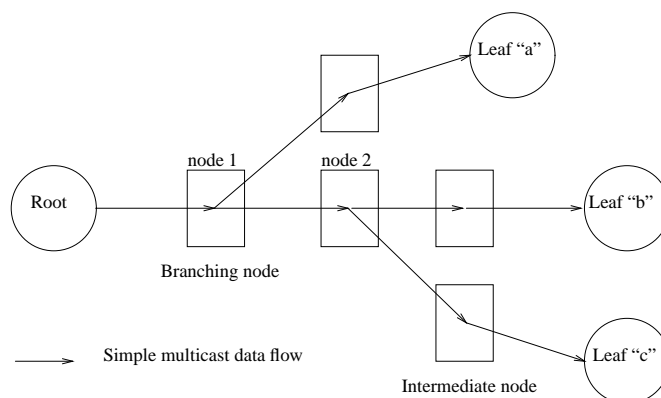 Leaf “a”
node 1
node 2
Root
Leaf “b”
Branching node
Simple multicast data flow
Leaf “c”
Intermediate node